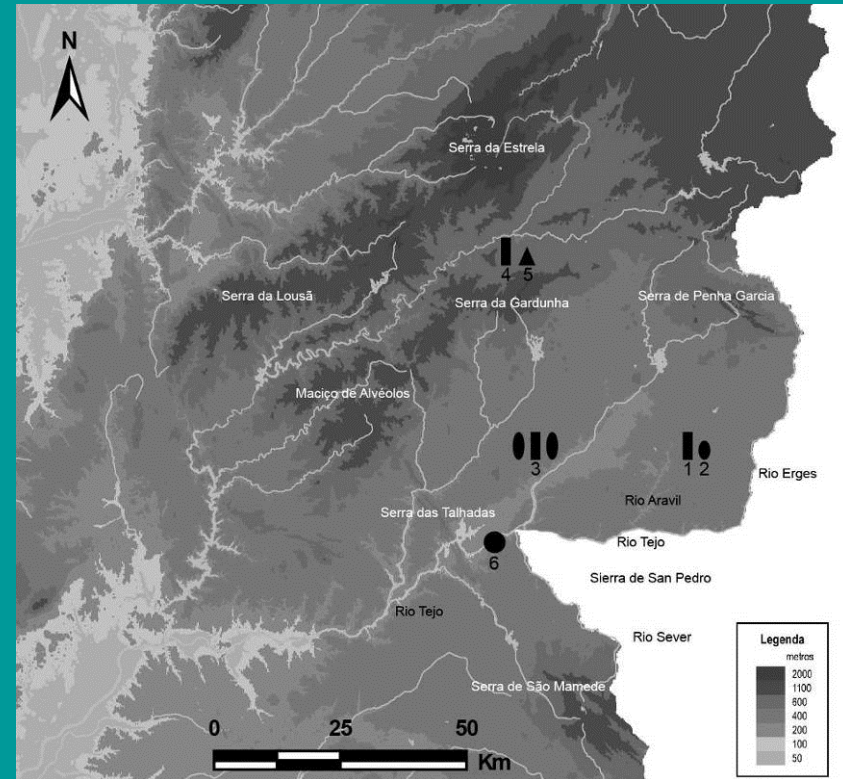 N
Serra da Estrela
4 5
Serra da Lousã
Serra da Gardunha
Serra de Penha Garcia
Maciço de Alvéolos
3
1 2
Rio Erges
Rio Aravil
Serra das Talhadas
6
Rio Tejo
Sierra de San Pedro
Rio Tejo
Rio Sever
Serra de São Mamede
0 25 50
Km
Legenda
metros
2000
1100
600
400
200
100
50